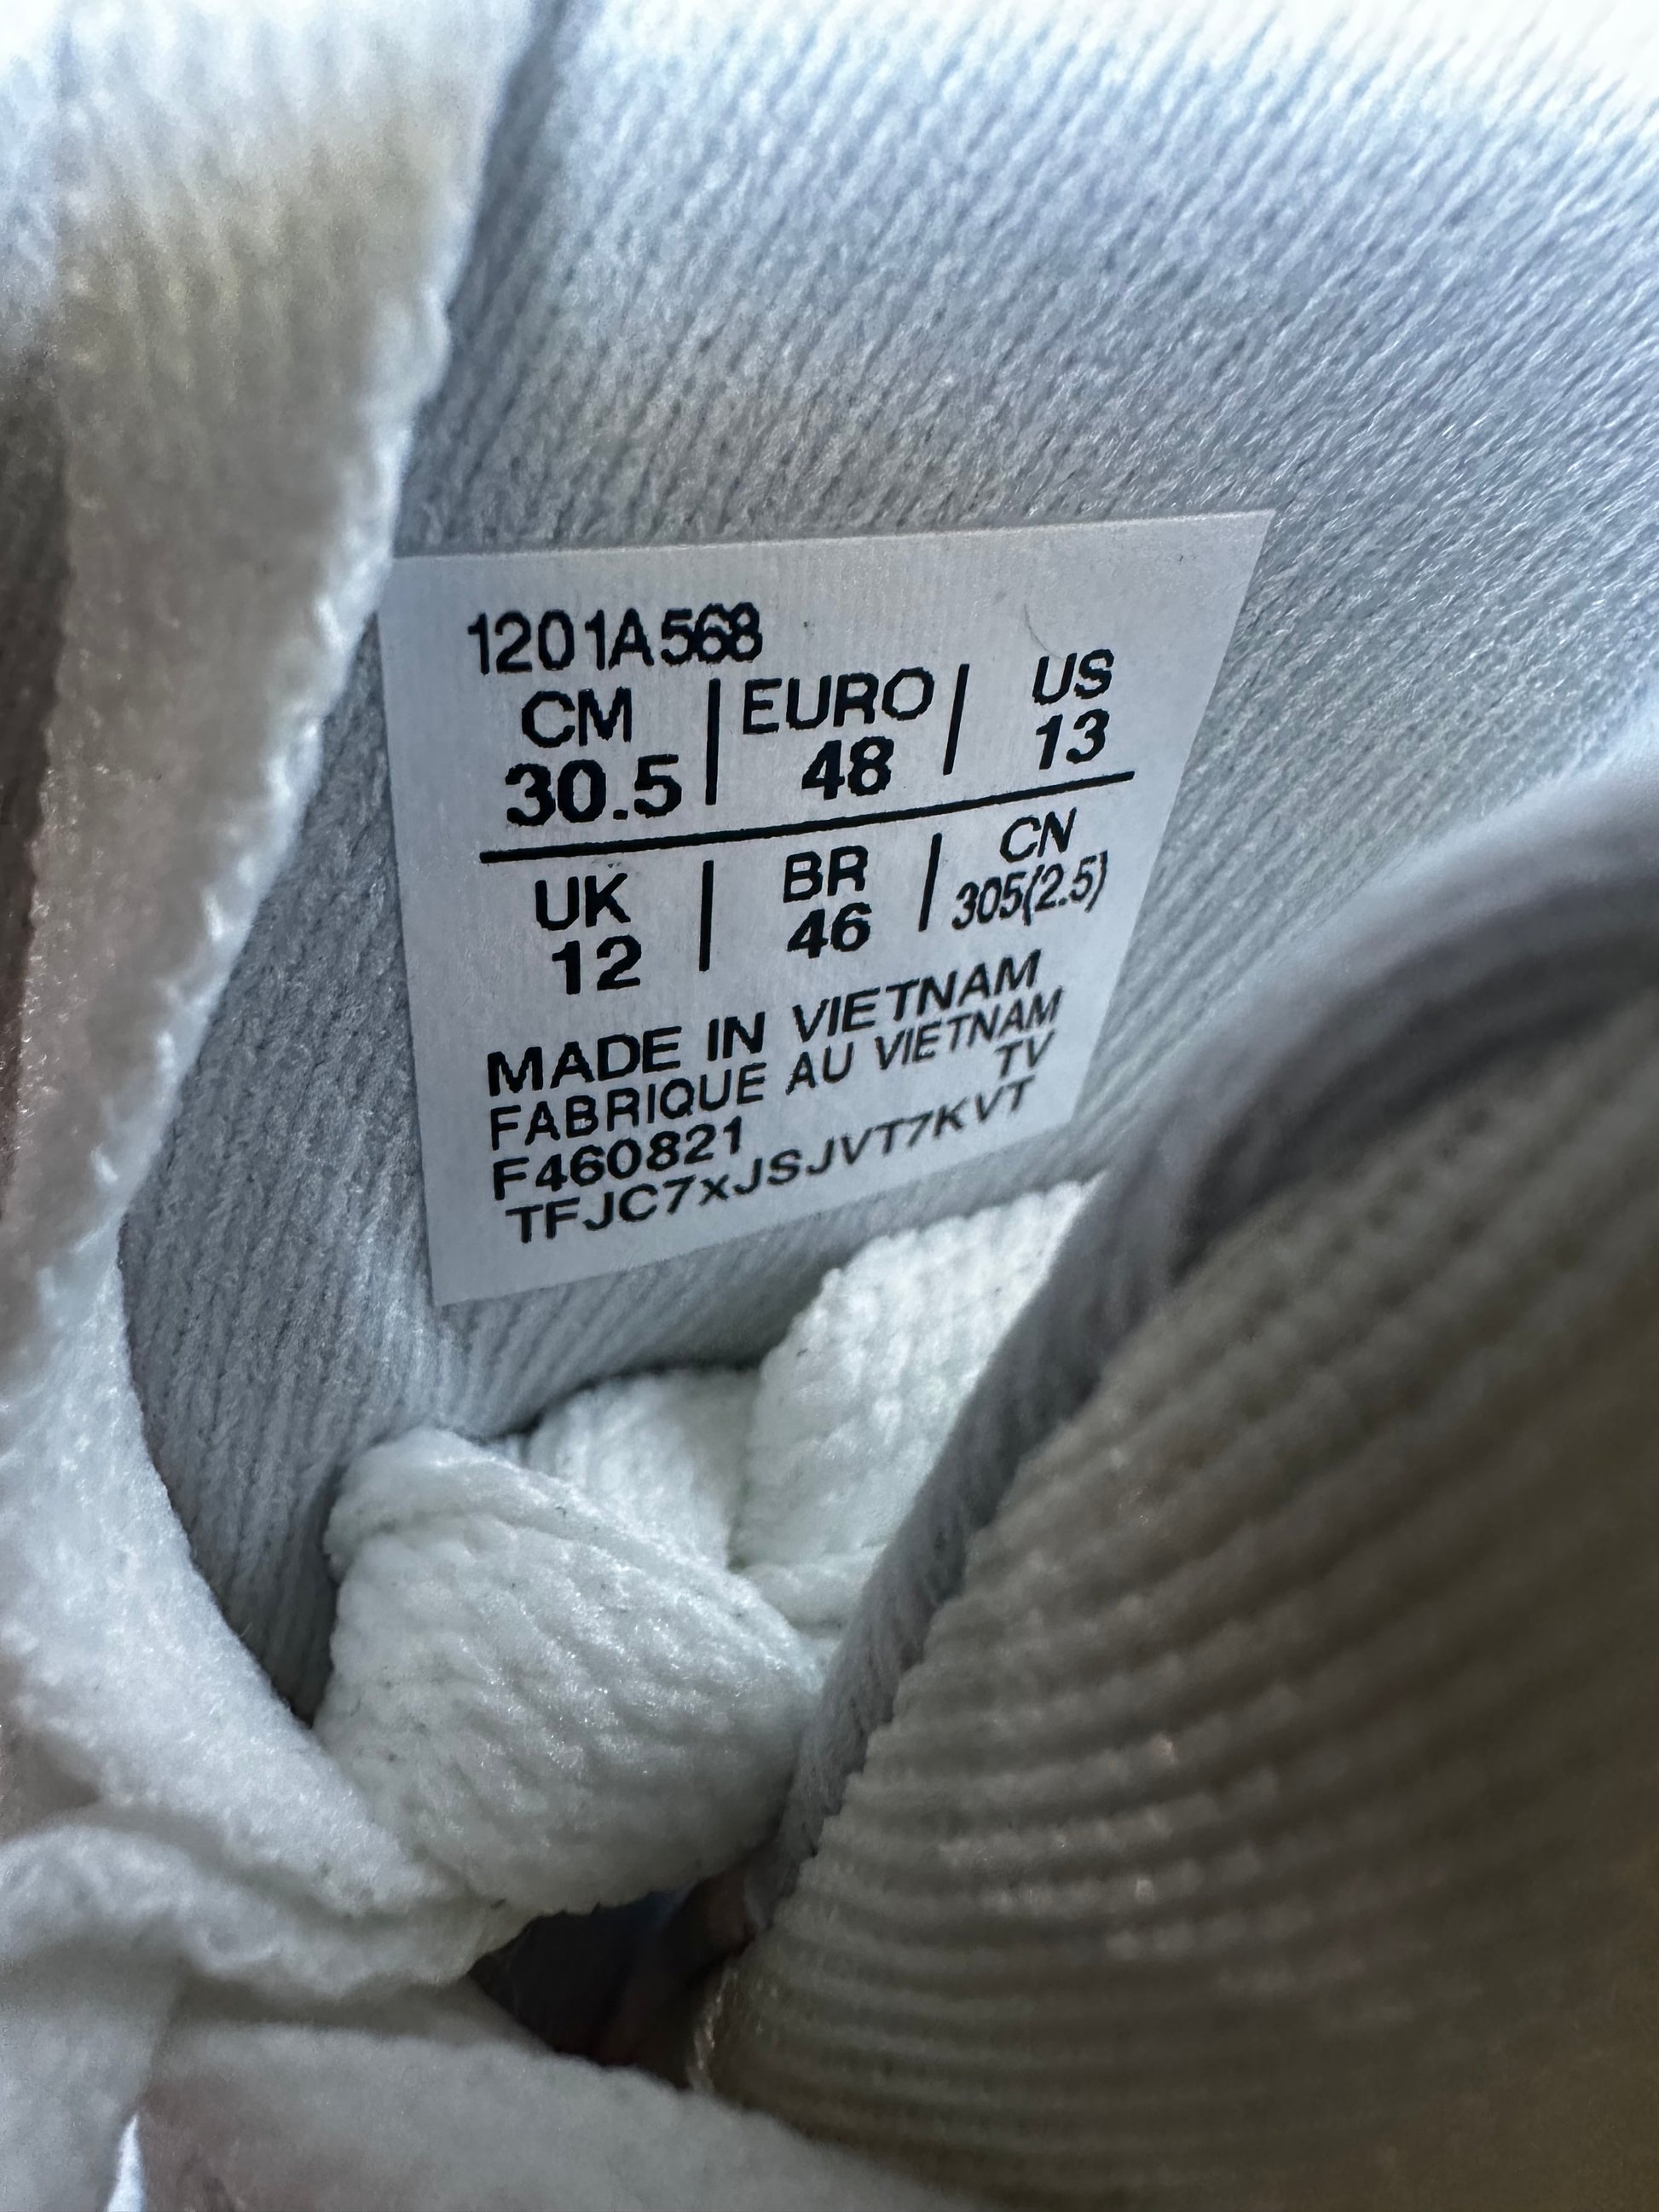 1201A568
CM | EURO | US
30.5 | 48 | 13
UK | BR | CN
12 | 46 | 305(2.5)
MADE IN VIETNAM
FABRIQUE AU VIETNAM
TV
F460821
TFJC7xJSJVT7KVT